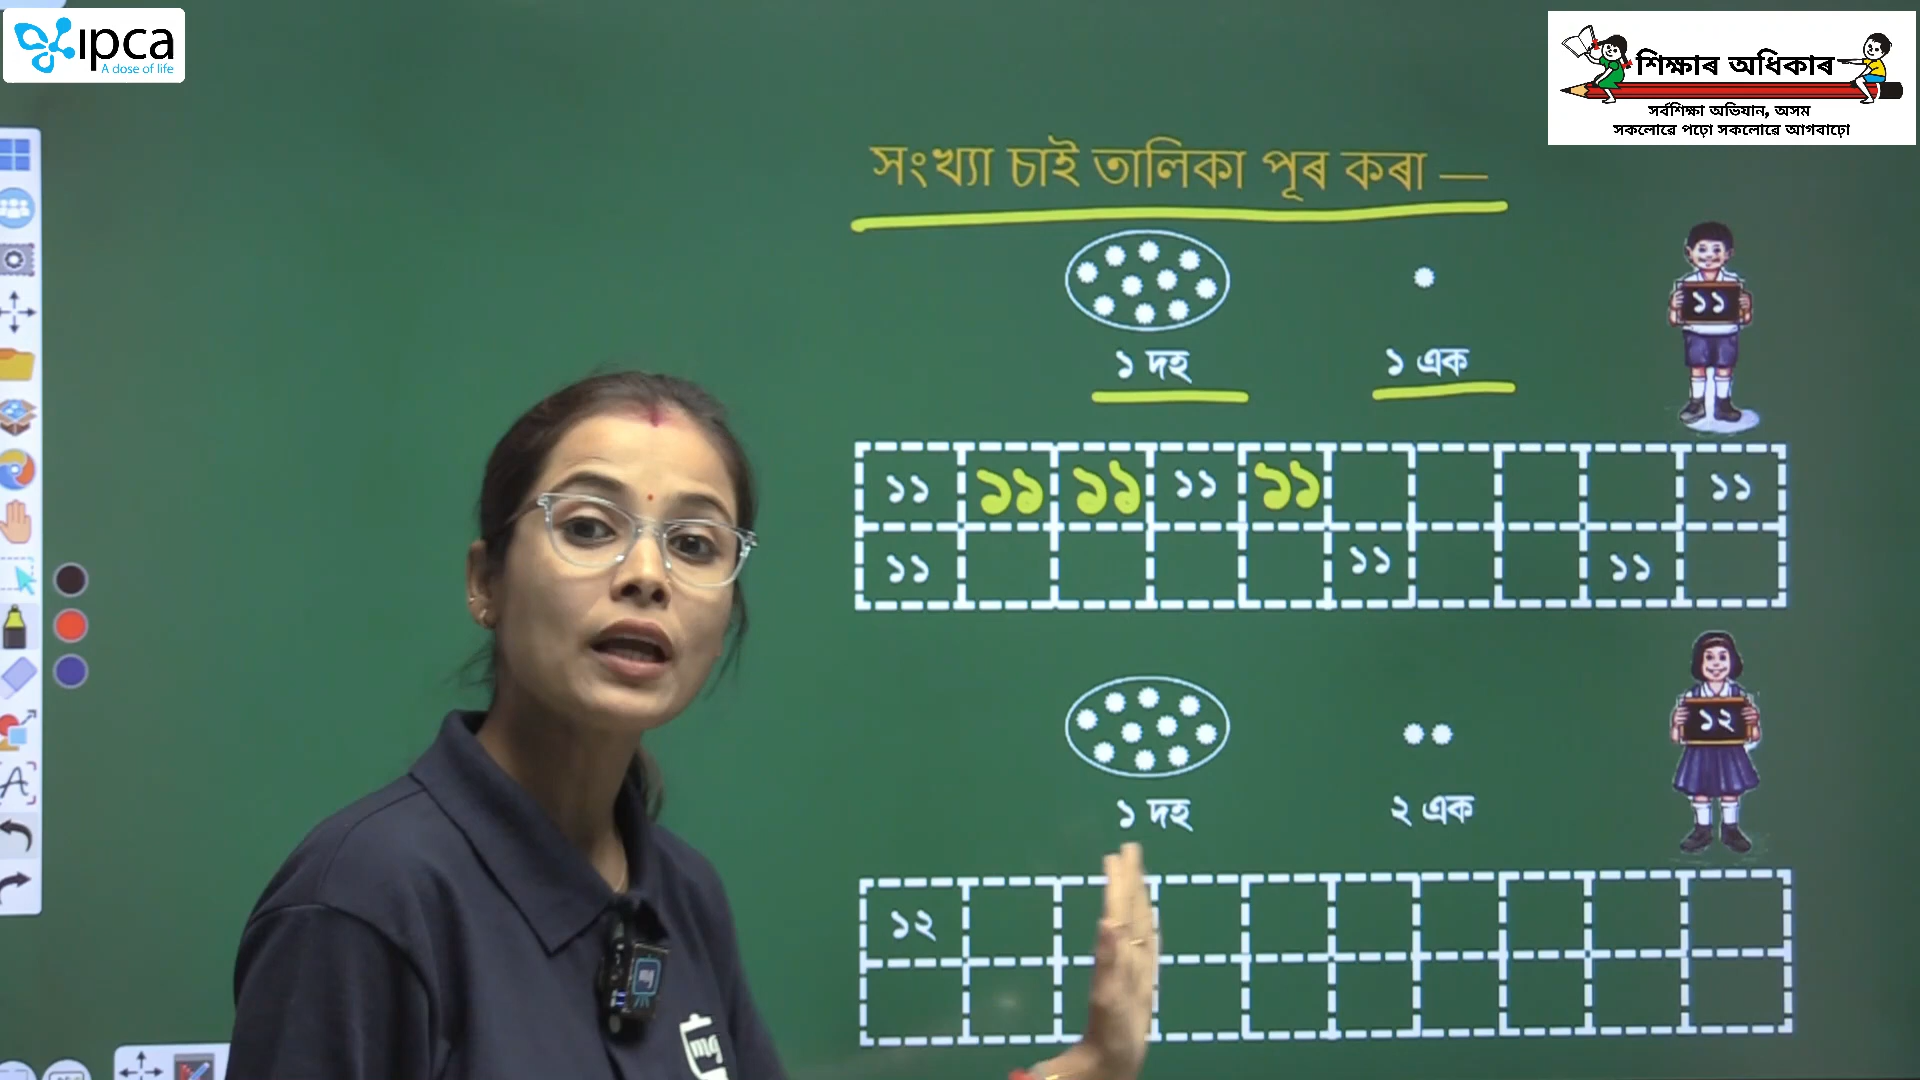 ipca
A dose of life
শিক্ষাৰ অধিকাৰ
সৰ্বশিক্ষা অভিযান, অসম
সকলোৱে পঢ়ো সকলোৱে আগবাঢ়ো
সংখ্যা চাই তালিকা পূৰ কৰা —
১১
১ দহ ১ এক
১১ ১১ ১১ ১১ ১১ ১১
১১ ১১ ১১
১২
১ দহ ২ এক
১২
mg